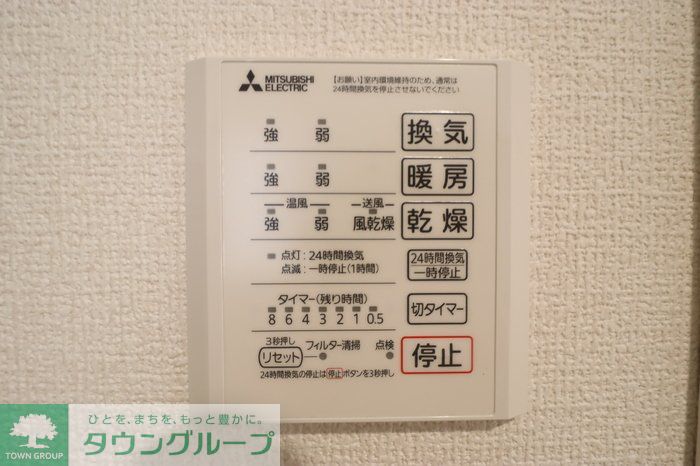 MITSUBISHI
ELECTRIC
【お願い】室内環境維持のため、通常は
24時間換気を停止させないでください
強 弱 換気
強 弱 暖房
温風 送風
強 弱 風乾燥 乾燥
点灯:24時間換気
点滅:一時停止(1時間)
24時間換気
一時停止
タイマー(残り時間)
8 6 4 3 2 1 0.5
切タイマー
3秒押し
リセット フィルター清掃 点検
停止
24時間換気の停止は停止ボタンを3秒押し
ひとを、まちを、もっと豊かに。
タウングループ
TOWN GROUP